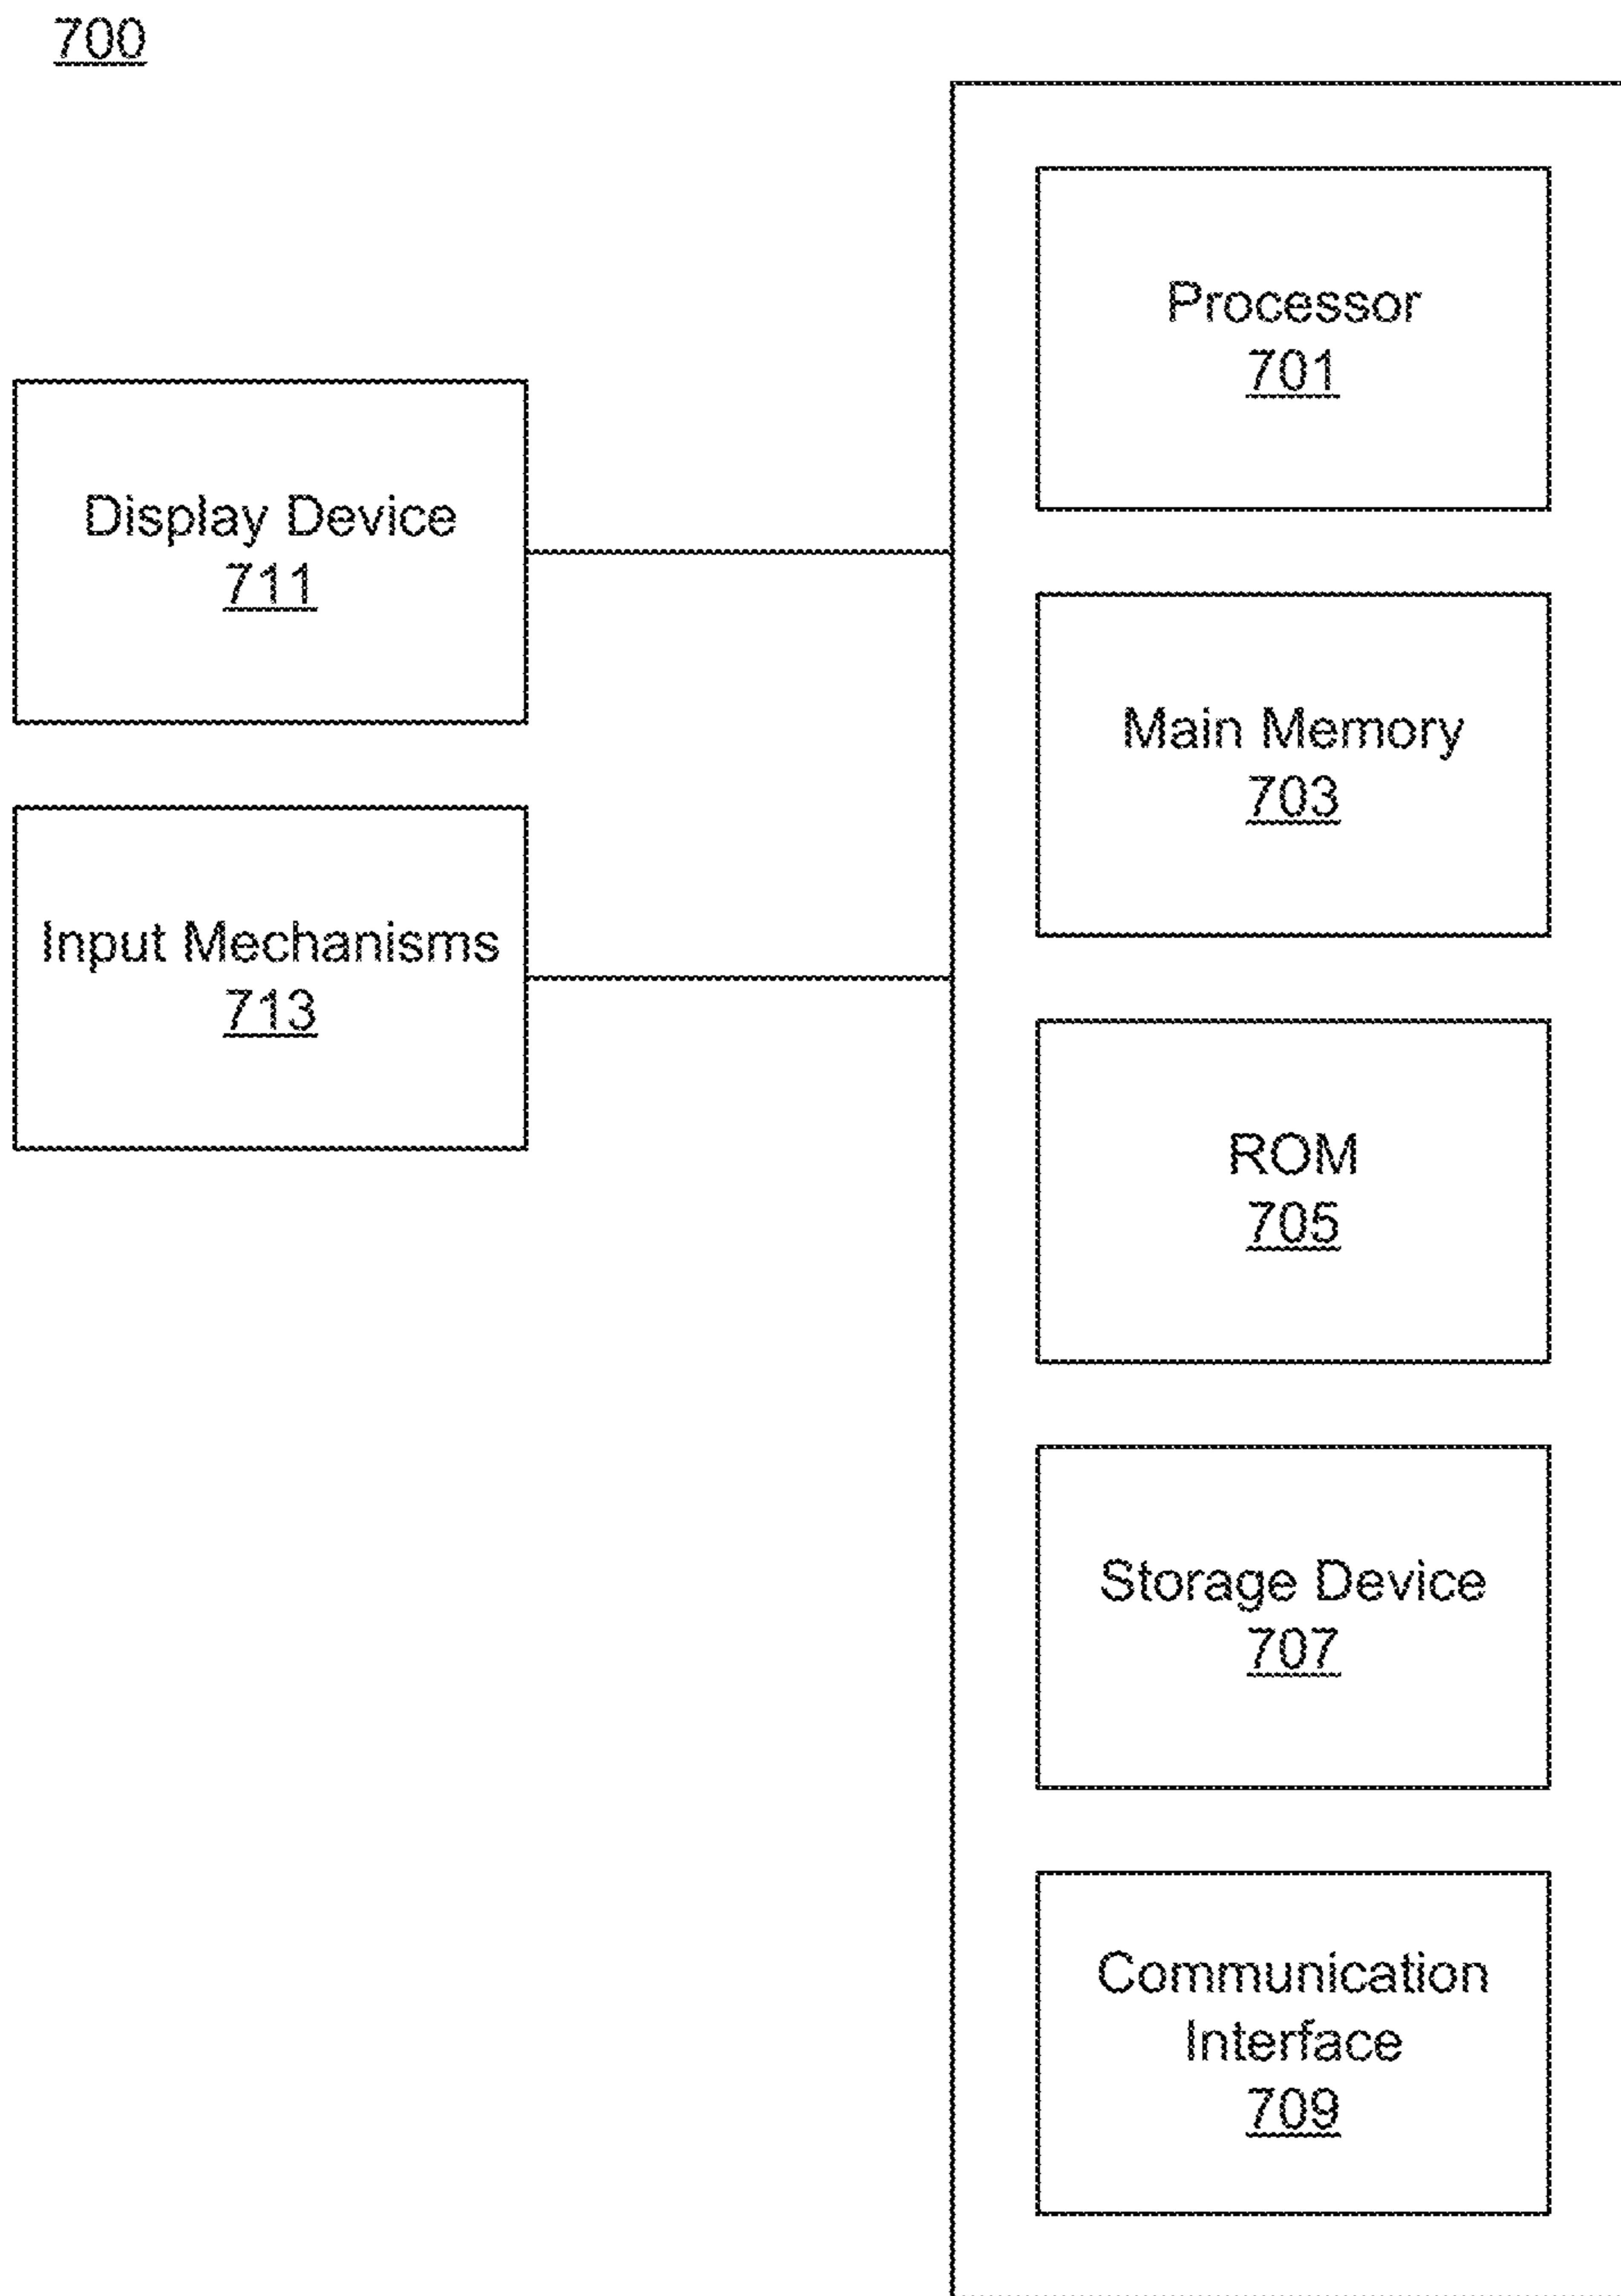 700
Processor
701
Display Device
711
Main Memory
703
Input Mechanisms
713
ROM
705
Storage Device
707
Communication
Interface
709